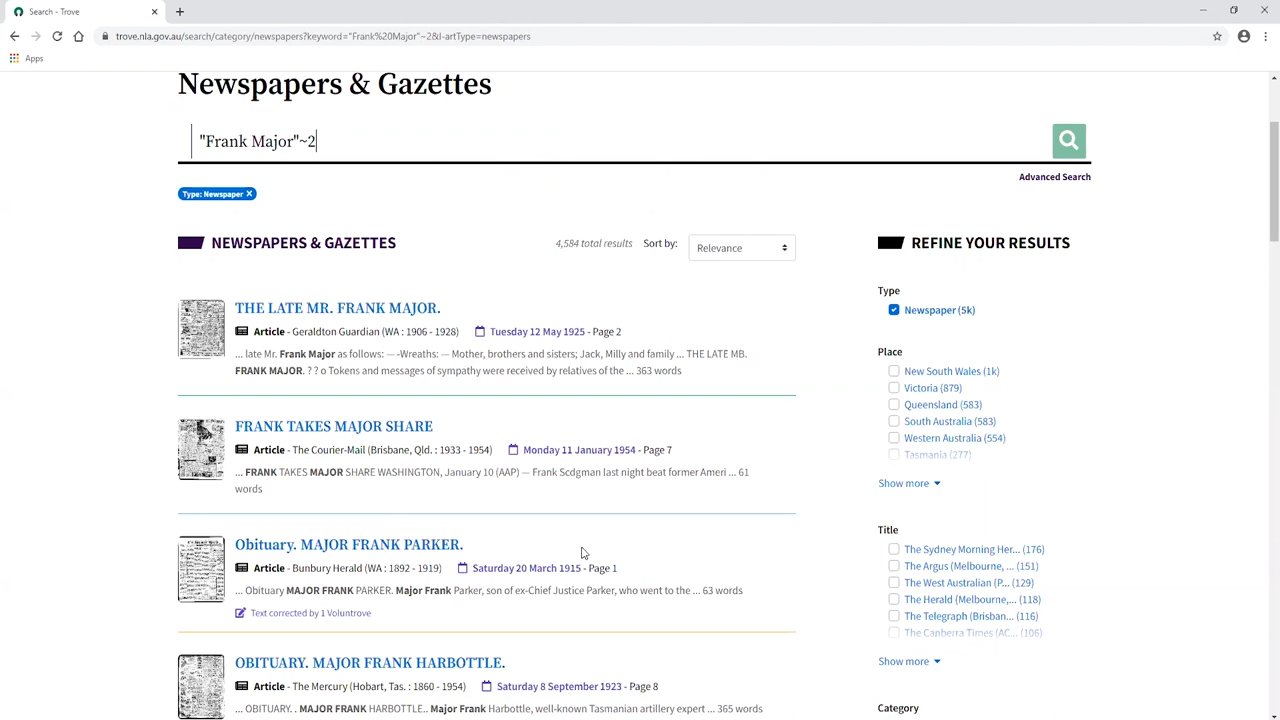 Search - Trove
trove.nla.gov.au/search/category/newspapers?keyword="Frank%20Major"~2&l-artType=newspapers
Apps
Newspapers & Gazettes
"Frank Major"~2
Advanced Search
Type: Newspaper ×
NEWSPAPERS & GAZETTES
4,584 total results Sort by: Relevance
THE LATE MR. FRANK MAJOR.
Article - Geraldton Guardian (WA : 1906 - 1928) Tuesday 12 May 1925 - Page 2
... late Mr. Frank Major as follows: — -Wreaths: — Mother, brothers and sisters; Jack, Milly and family ... THE LATE MB.
FRANK MAJOR. ? ? o Tokens and messages of sympathy were received by relatives of the ... 363 words
FRANK TAKES MAJOR SHARE
Article - The Courier-Mail (Brisbane, Qld. : 1933 - 1954) Monday 11 January 1954 - Page 7
... FRANK TAKES MAJOR SHARE WASHINGTON, January 10 (AAP) — Frank Scdgman last night beat former Ameri ... 61
words
Obituary. MAJOR FRANK PARKER.
Article - Bunbury Herald (WA : 1892 - 1919) Saturday 20 March 1915 - Page 1
... Obituary MAJOR FRANK PARKER. Major Frank Parker, son of ex-Chief Justice Parker, who went to the ... 63 words
Text corrected by 1 Voluntrove
OBITUARY. MAJOR FRANK HARBOTTLE.
Article - The Mercury (Hobart, Tas. : 1860 - 1954) Saturday 8 September 1923 - Page 8
... OBITUARY. . MAJOR FRANK HARBOTTLE.. Major Frank Harbottle, well-known Tasmanian artillery expert ... 365 words
REFINE YOUR RESULTS
Type
Newspaper (5k)
Place
New South Wales (1k)
Victoria (879)
Queensland (583)
South Australia (583)
Western Australia (554)
Tasmania (277)
Show more
Title
The Sydney Morning Her... (176)
The Argus (Melbourne, ... (151)
The West Australian (P... (129)
The Herald (Melbourne,... (118)
The Telegraph (Brisban... (116)
The Canberra Times (AC... (106)
Show more
Category